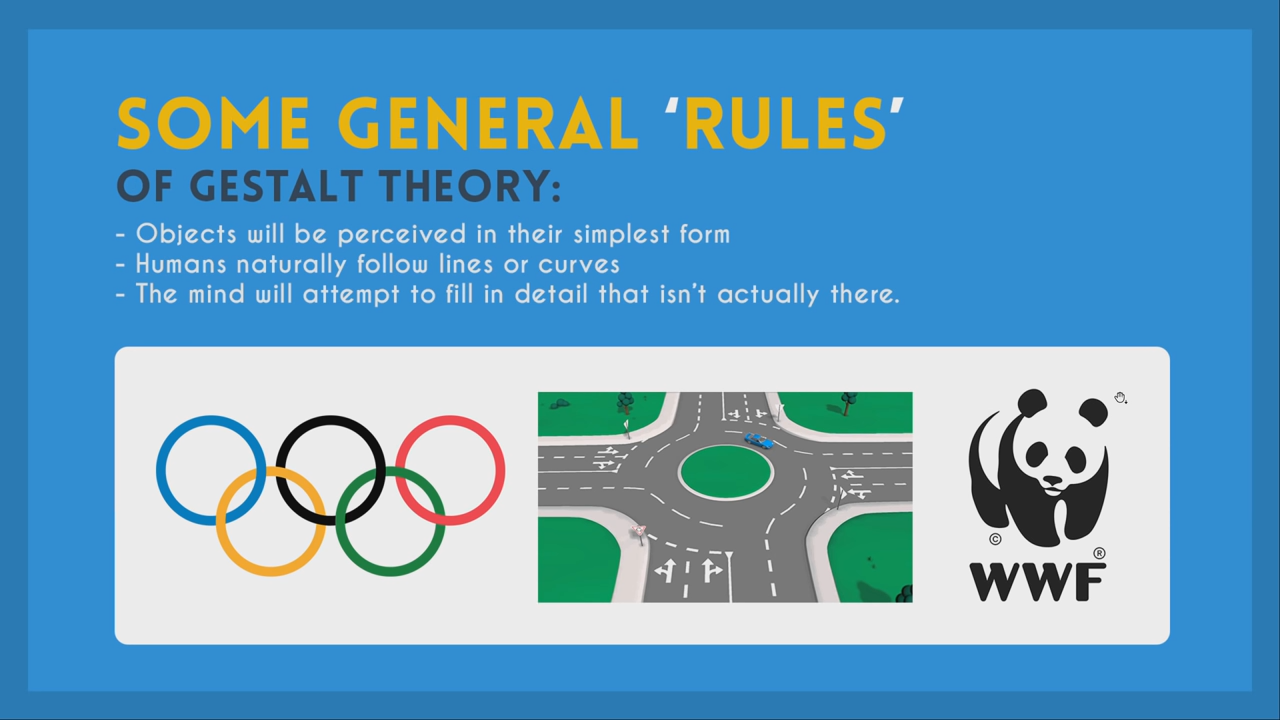 SOME GENERAL ‘RULES’
OF GESTALT THEORY:
- Objects will be perceived in their simplest form
- Humans naturally follow lines or curves
- The mind will attempt to fill in detail that isn't actually there.
©
®
WWF